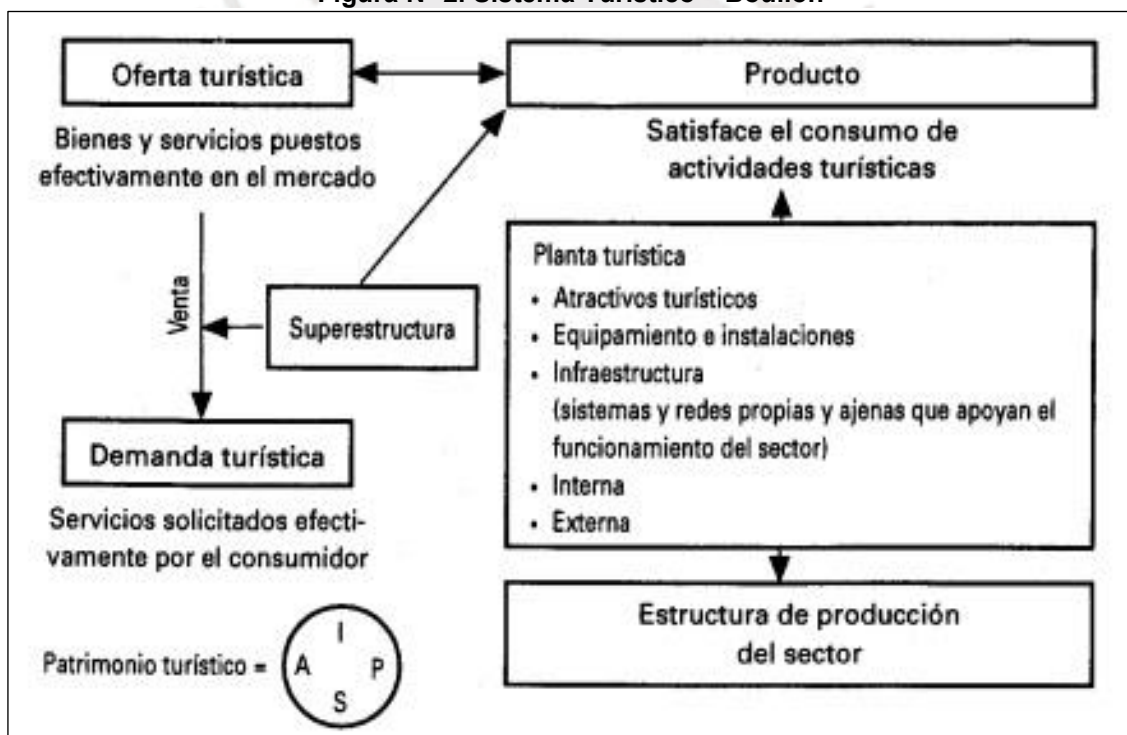 Oferta turística
Producto
Bienes y servicios puestos
efectivamente en el mercado
Satisface el consumo de
actividades turísticas
Venta
Superestructura
Planta turística
• Atractivos turísticos
• Equipamiento e instalaciones
• Infraestructura
(sistemas y redes propias y ajenas que apoyan el
funcionamiento del sector)
• Interna
• Externa
Demanda turística
Servicios solicitados efecti-
vamente por el consumidor
Estructura de producción
del sector
Patrimonio turístico =
I
A P
S